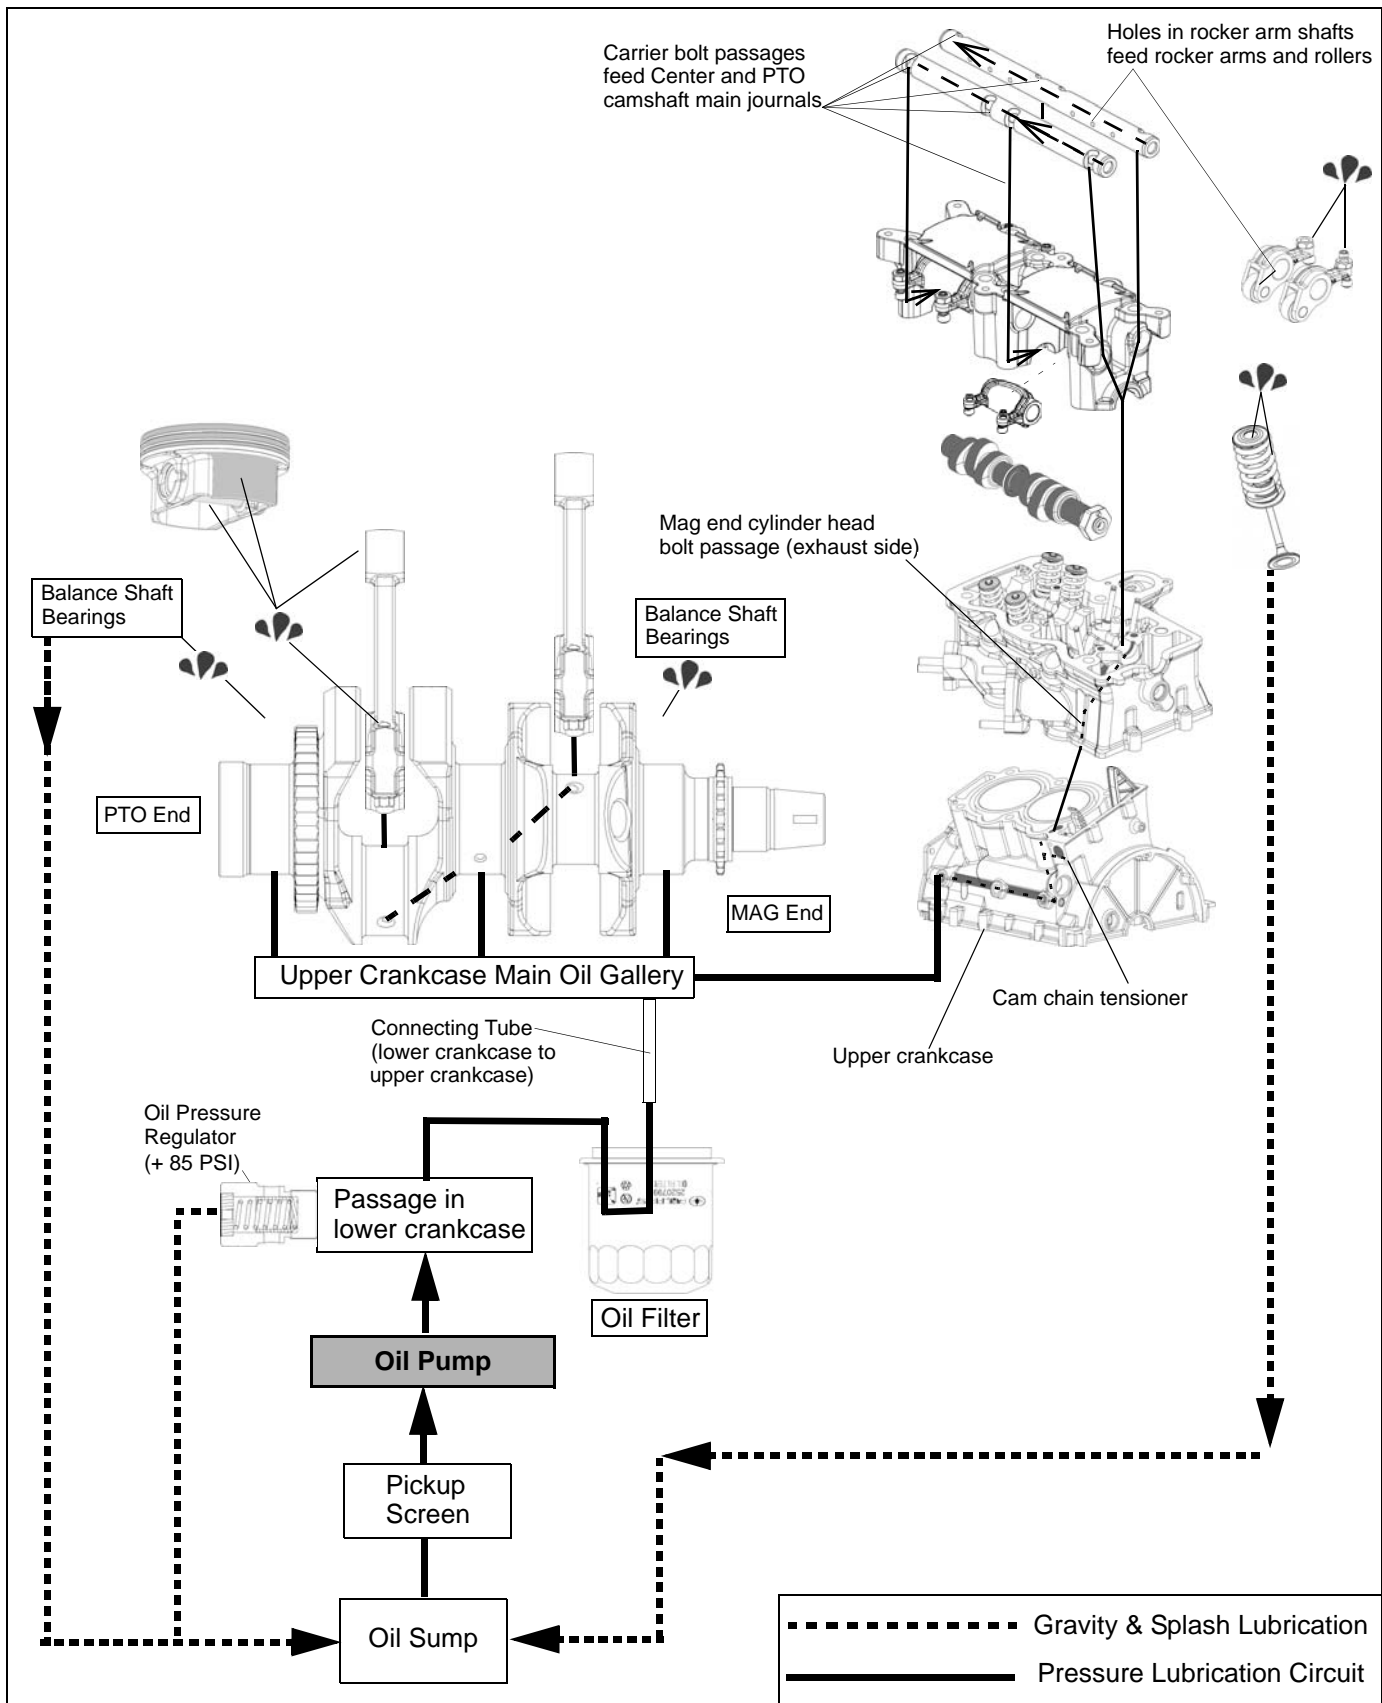 Carrier bolt passages
feed Center and PTO
camshaft main journals
Holes in rocker arm shafts
feed rocker arms and rollers
Mag end cylinder head
bolt passage (exhaust side)
Balance Shaft
Bearings
Balance Shaft
Bearings
PTO End
MAG End
Upper Crankcase Main Oil Gallery
Cam chain tensioner
Upper crankcase
Connecting Tube
(lower crankcase to
upper crankcase)
Oil Pressure
Regulator
(+ 85 PSI)
Passage in
lower crankcase
Oil Filter
Oil Pump
Pickup
Screen
Oil Sump
Gravity & Splash Lubrication
Pressure Lubrication Circuit